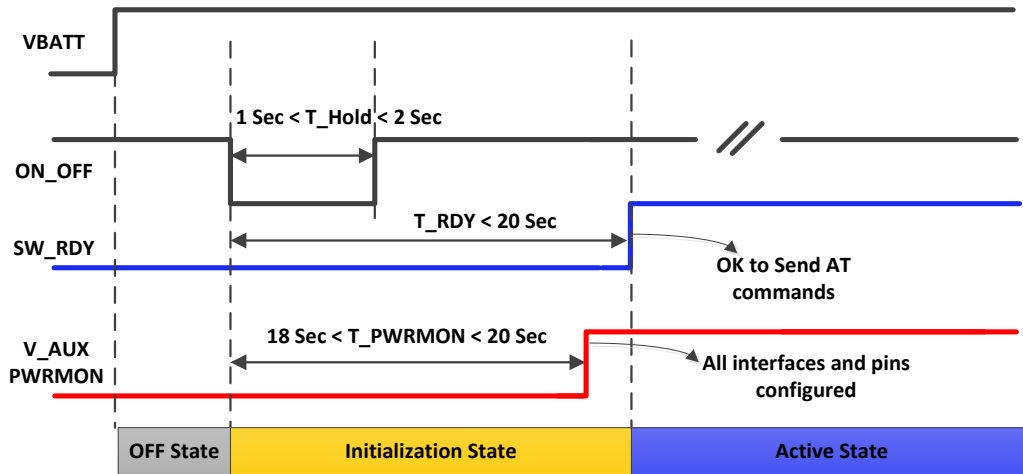 VBATT
1 Sec < T_Hold < 2 Sec
ON_OFF
T_RDY < 20 Sec
SW_RDY
OK to Send AT
commands
18 Sec < T_PWRMON < 20 Sec
V_AUX
PWRMON
All interfaces and pins
configured
OFF State
Initialization State
Active State